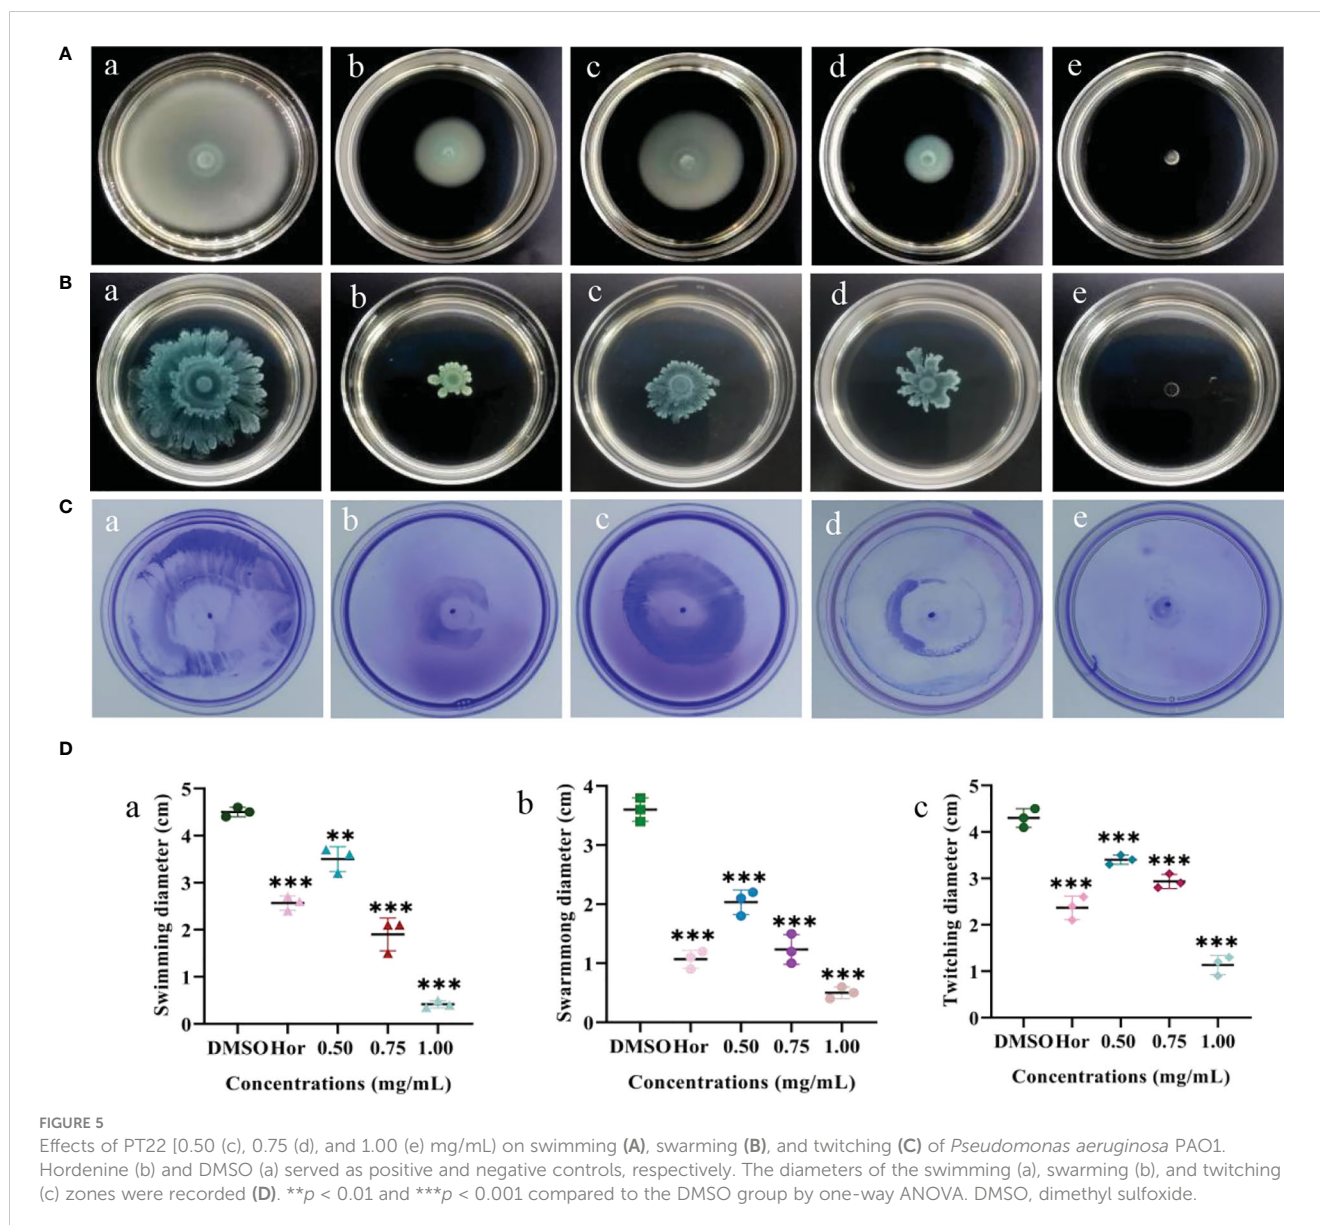 A
a b c d e
B
a b c d e
C
a b c d e
D
a
Swimming diameter (cm)
5
4
3
2
1
0
***
**
***
***
DMSO Hor 0.50 0.75 1.00
Concentrations (mg/mL)
b
Swarmmong diameter (cm)
4
3
2
1
0
***
***
***
***
DMSO Hor 0.50 0.75 1.00
Concentrations (mg/mL)
c
Twitching diameter (cm)
5
4
3
2
1
0
***
***
***
***
DMSO Hor 0.50 0.75 1.00
Concentrations (mg/mL)
FIGURE 5
Effects of PT22 [0.50 (c), 0.75 (d), and 1.00 (e) mg/mL) on swimming (A), swarming (B), and twitching (C) of Pseudomonas aeruginosa PAO1.
Hordenine (b) and DMSO (a) served as positive and negative controls, respectively. The diameters of the swimming (a), swarming (b), and twitching
(c) zones were recorded (D). **p < 0.01 and ***p < 0.001 compared to the DMSO group by one-way ANOVA. DMSO, dimethyl sulfoxide.